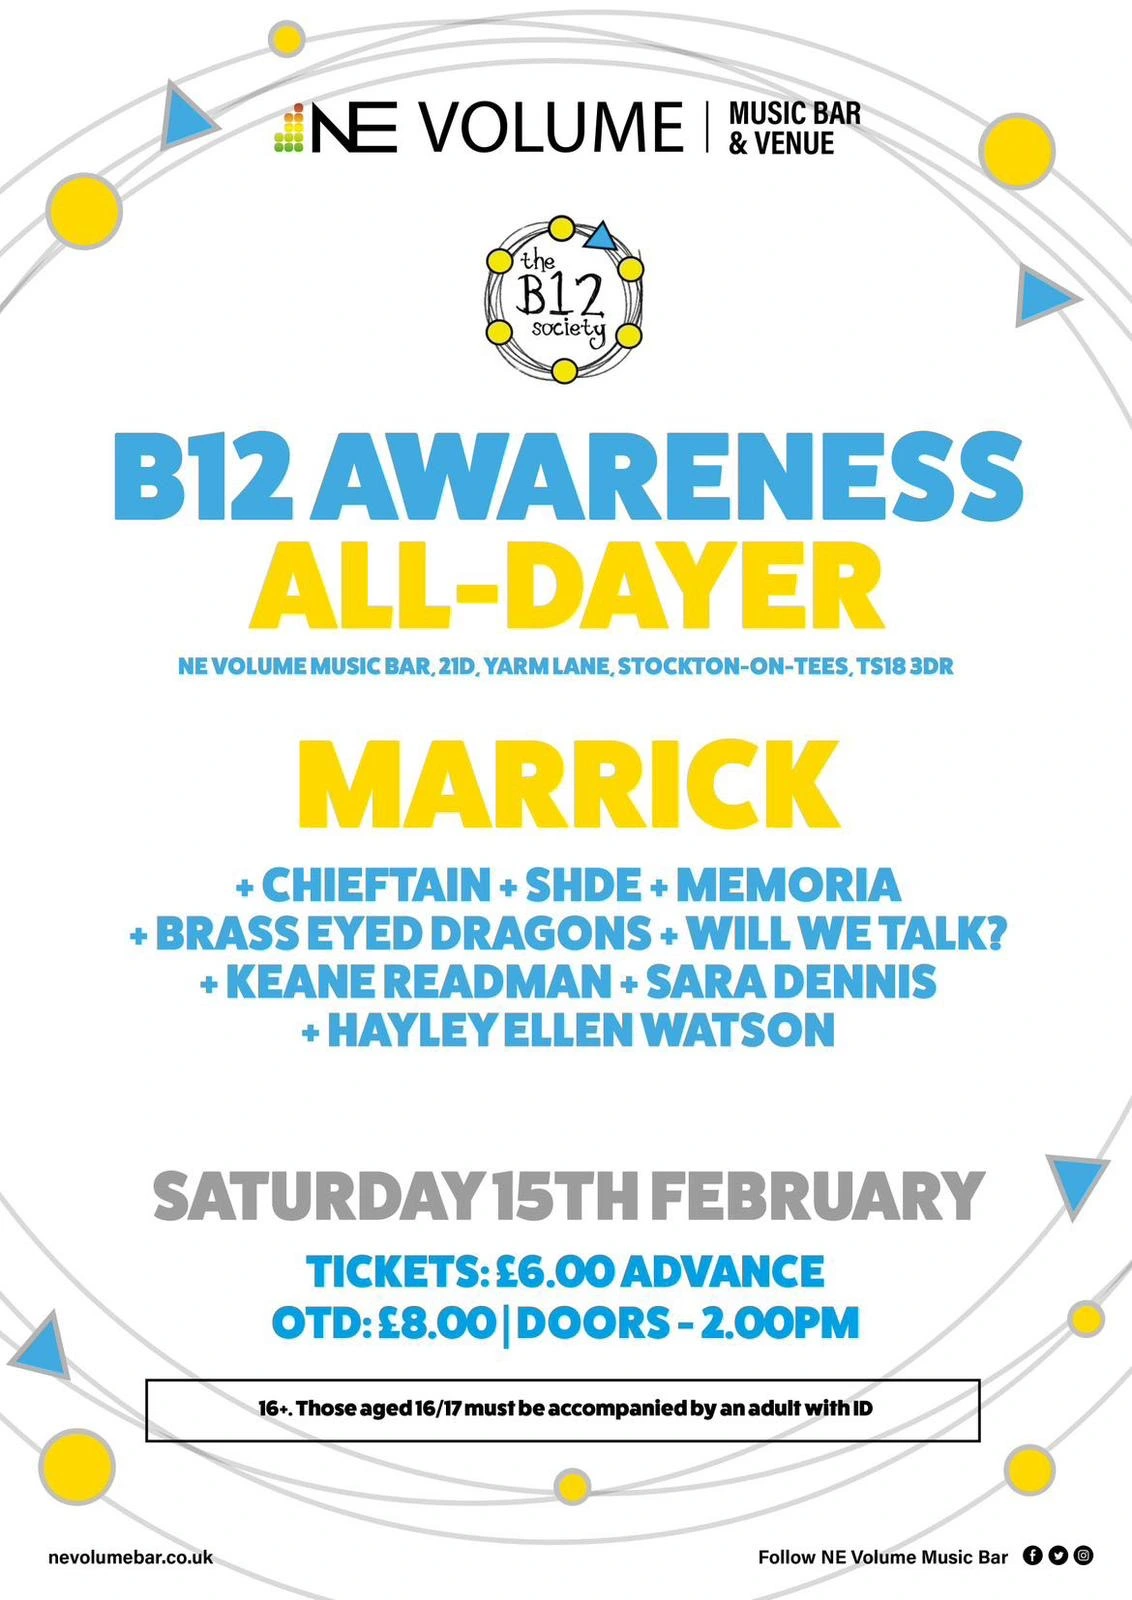 NE VOLUME
MUSIC BAR
& VENUE
the
B12
society
B12 AWARENESS
ALL-DAYER
NE VOLUME MUSIC BAR, 21D, YARM LANE, STOCKTON-ON-TEES, TS18 3DR
MARRICK
+ CHIEFTAIN + SHDE + MEMORIA
+ BRASS EYED DRAGONS + WILL WE TALK?
+ KEANE READMAN + SARA DENNIS
+ HAYLEY ELLEN WATSON
SATURDAY 15TH FEBRUARY
TICKETS: £6.00 ADVANCE
OTD: £8.00 | DOORS - 2.00PM
16+. Those aged 16/17 must be accompanied by an adult with ID
nevolumebar.co.uk
Follow NE Volume Music Bar